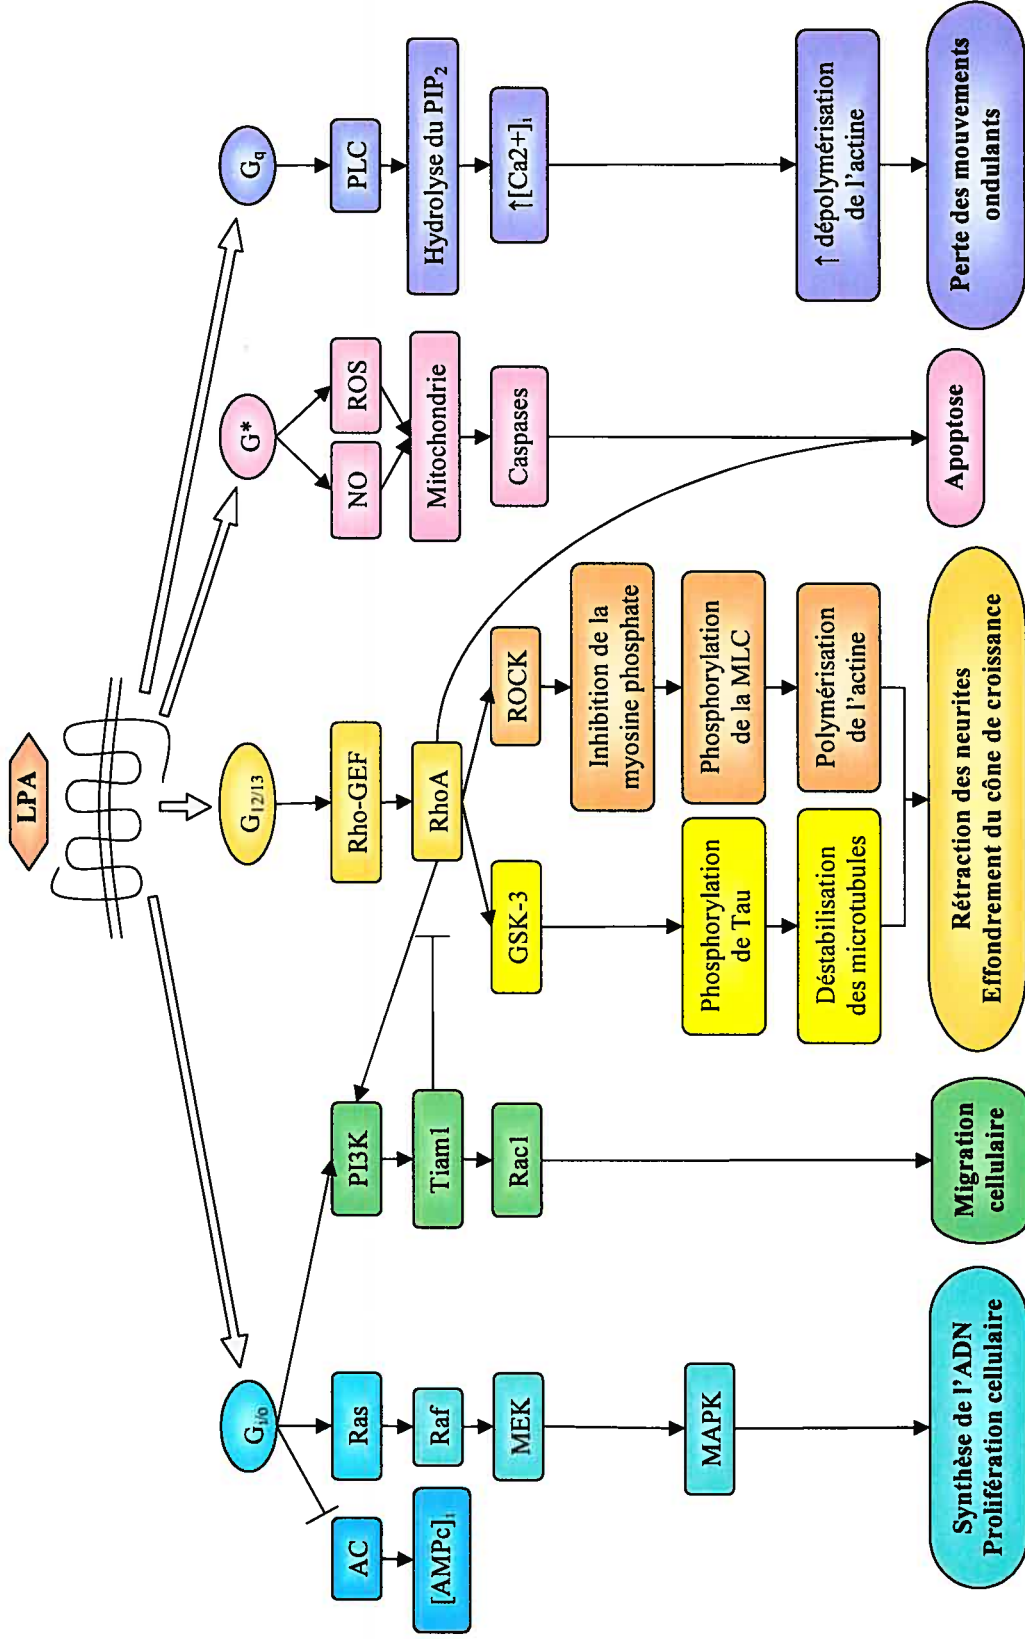 LPA
G i/o
G 12/13
G*
G q
AC
[AMPc] i
Ras
Raf
MEK
MAPK
Synthèse de l'ADN
Prolifération cellulaire
PI3K
Tiam1
Rac1
Migration
cellulaire
Rho-GEF
RhoA
GSK-3
Phosphorylation
de Tau
Déstabilisation
des microtubules
ROCK
Inhibition de la
myosine phosphate
Phosphorylation
de la MLC
Polymérisation
de l'actine
Rétraction des neurites
Effondrement du cône de croissance
NO
ROS
Mitochondrie
Caspases
Apoptose
PLC
Hydrolyse du PIP2
↑[Ca2+] i
↑ dépolymérisation
de l'actine
Perte des mouvements
ondulants